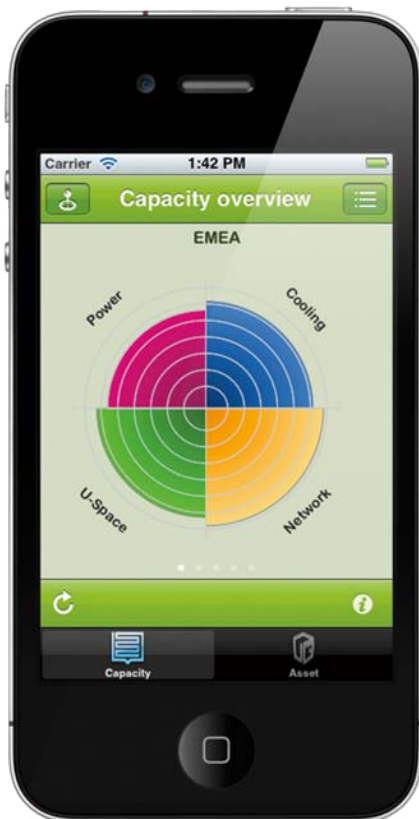 Carrier 1:42 PM
Capacity overview
EMEA
Power
Cooling
U-Space
Network
Capacity
Asset